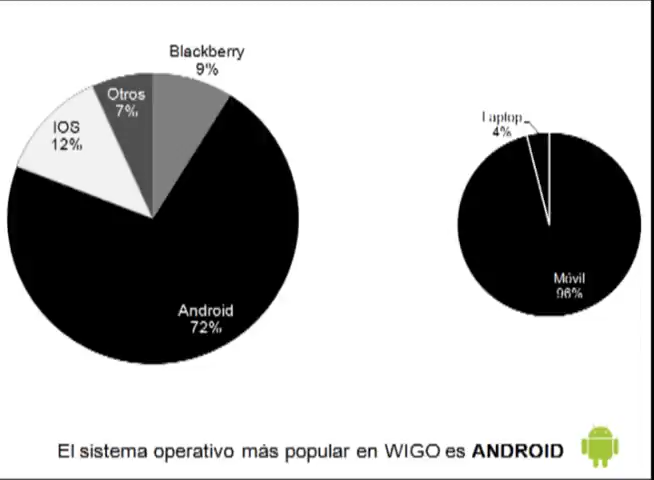 Blackberry
9%
Otros
7%
IOS
12%
Android
72%
Laptop
4%
Móvil
96%
El sistema operativo más popular en WIGO es ANDROID